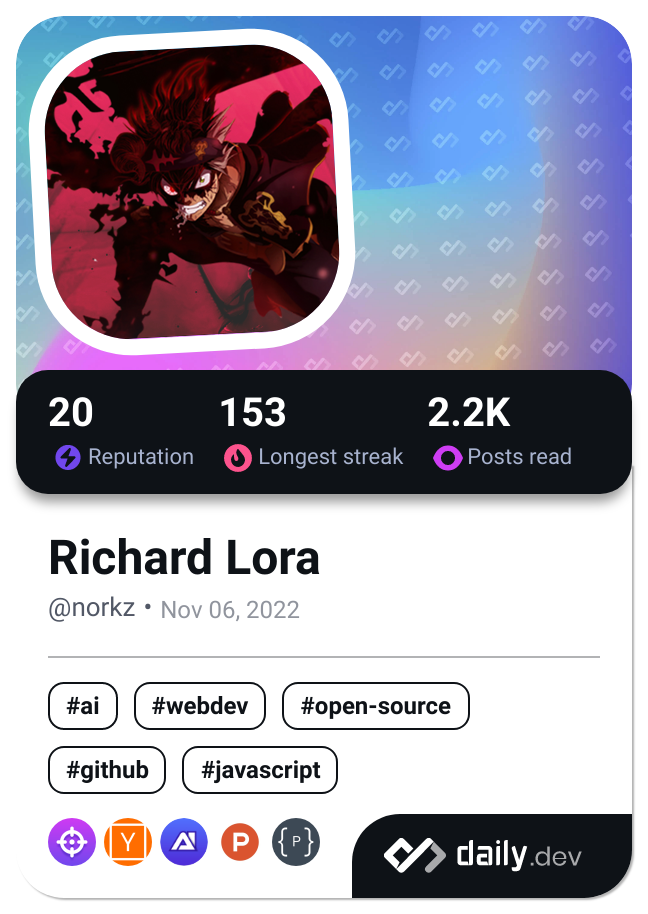 20 153 2.2K
Reputation Longest streak Posts read
Richard Lora
@norkz • Nov 06, 2022
#ai #webdev #open-source
#github #javascript
Y AI P {P}
daily.dev